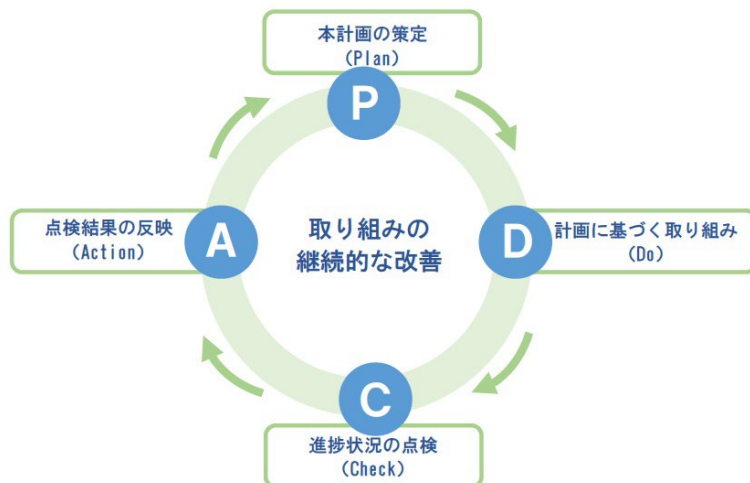 本計画の策定
(Plan)
P
点検結果の反映
(Action)
A
取り組みの
継続的な改善
D
計画に基づく取り組み
(Do)
C
進捗状況の点検
(Check)